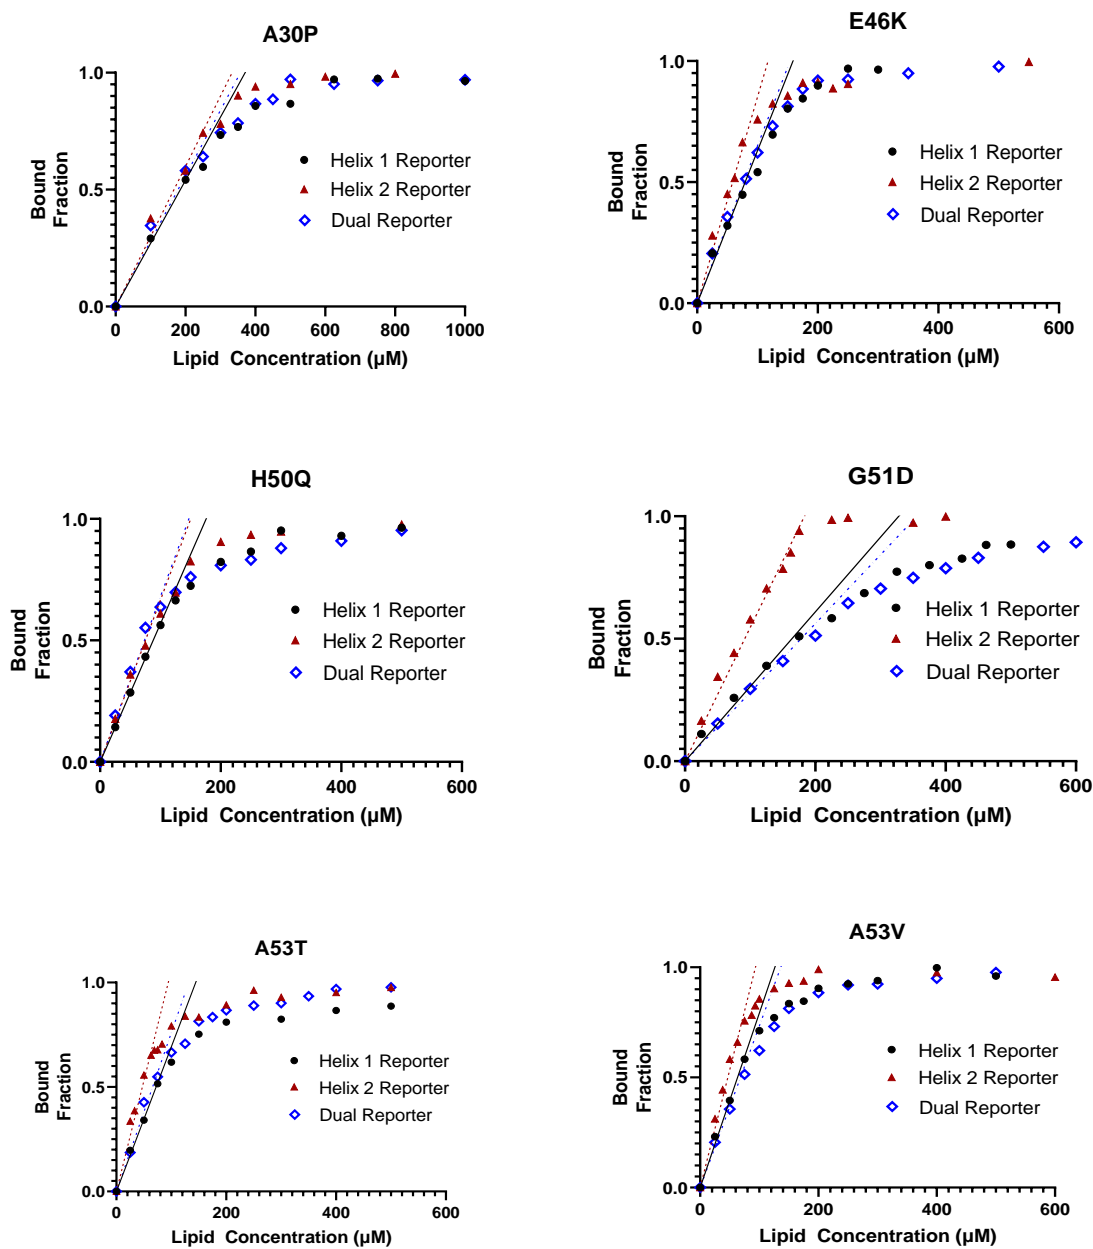 A30P
1.0
0.5
0.0
Bound
Fraction
Helix 1 Reporter
Helix 2 Reporter
Dual Reporter
0 200 400 600 800 1000
Lipid Concentration (µM)
E46K
1.0
0.5
0.0
Bound
Fraction
Helix 1 Reporter
Helix 2 Reporter
Dual Reporter
0 200 400 600
Lipid Concentration (µM)
H50Q
1.0
0.5
0.0
Bound
Fraction
Helix 1 Reporter
Helix 2 Reporter
Dual Reporter
0 200 400 600
Lipid Concentration (µM)
G51D
1.0
0.5
0.0
Bound
Fraction
Helix 1 Reporter
Helix 2 Reporter
Dual Reporter
0 200 400 600
Lipid Concentration (µM)
A53T
1.0
0.5
0.0
Bound
Fraction
Helix 1 Reporter
Helix 2 Reporter
Dual Reporter
0 200 400 600
Lipid Concentration (µM)
A53V
1.0
0.5
0.0
Bound
Fraction
Helix 1 Reporter
Helix 2 Reporter
Dual Reporter
0 200 400 600
Lipid Concentration (µM)